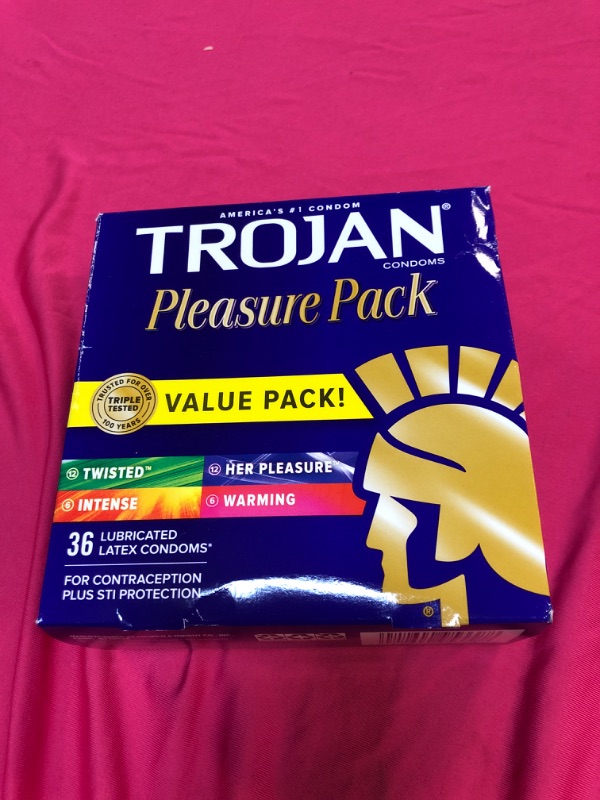 AMERICA'S #1 CONDOM
TROJAN®
CONDOMS
Pleasure Pack
TRUSTED FOR OVER
TRIPLE
TESTED
100 YEARS
VALUE PACK!
12 TWISTED™
12 HER PLEASURE
6 INTENSE
6 WARMING
36 LUBRICATED
LATEX CONDOMS*
FOR CONTRACEPTION
PLUS STI PROTECTION
®